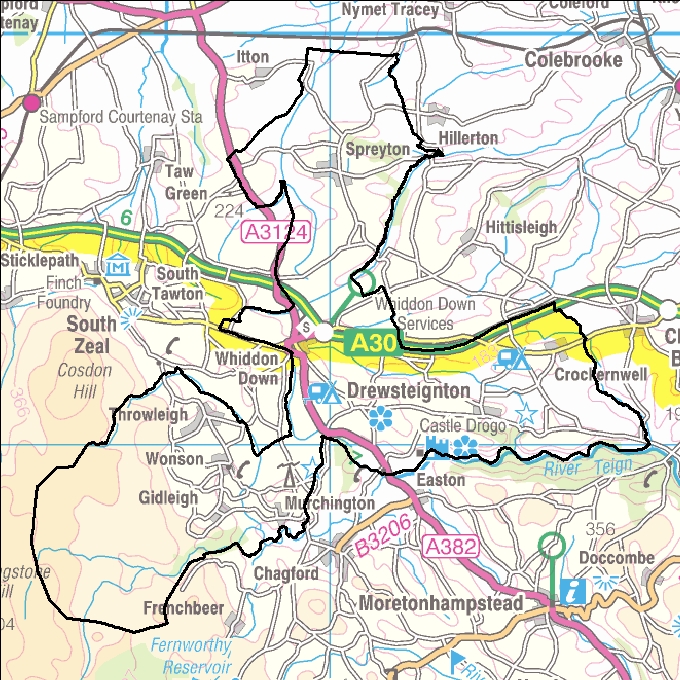 Nymet Tracey
Coleford
Itton
Colebrooke
Sampford Courtenay Sta
Hillerton
Spreyton
Taw
Green
224
A3124
6
Hittisleigh
Sticklepath
Finch
Foundry
South
Tawton
Whiddon Down
Services
South
Zeal
S
A30
Cosdon
Hill
Whiddon
Down
Crockernwell
366
Drewsteignton
Throwleigh
Castle Drogo
Wonson
River Teign
Easton
Gidleigh
Murchington
B3206
A382
356
Doccombe
Chagford
Moretonhampstead
i
Frenchbeer
Fernworthy
Reservoir